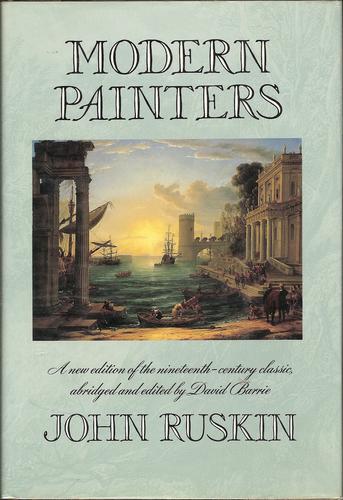 MODERN
PAINTERS
A new edition of the nineteenth-century classic,
abridged and edited by David Barrie
JOHN RUSKIN